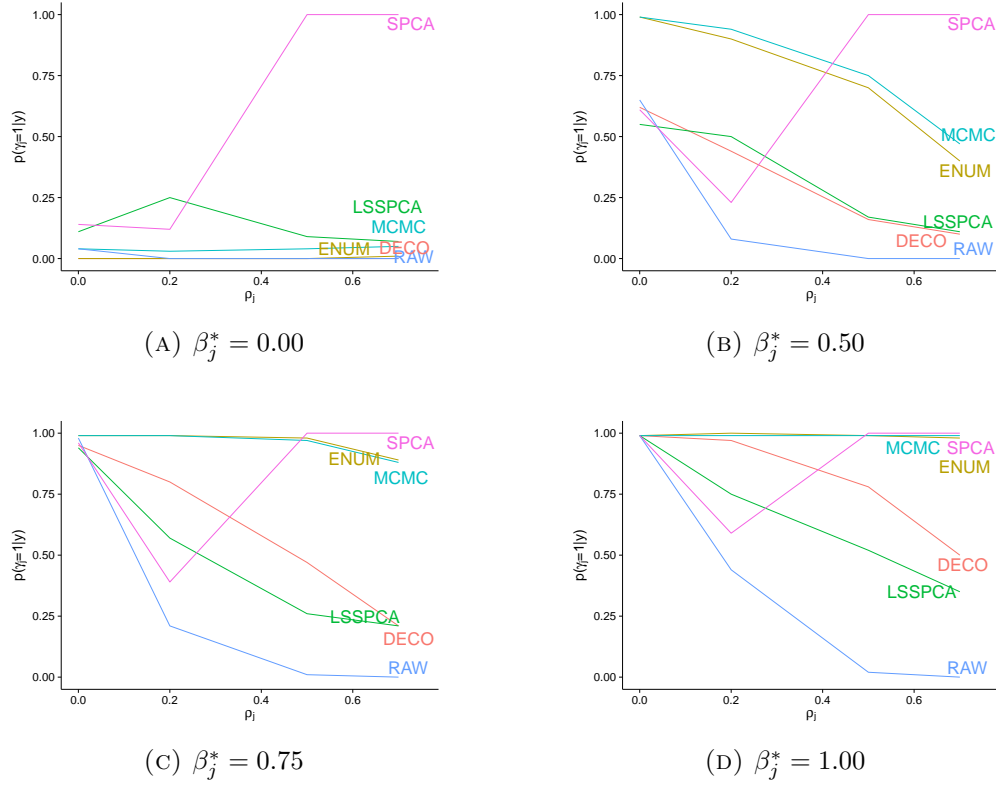 1.00
0.75
0.50
0.25
0.00
p(γj=1|y)
SPCA
LSSPCA
MCMC
ENUM
DECO
RAW
0.0 0.2 0.4 0.6
ρj
(A) β*j = 0.00
1.00
0.75
0.50
0.25
0.00
p(γj=1|y)
SPCA
MCMC
ENUM
LSSPCA
DECO
RAW
0.0 0.2 0.4 0.6
ρj
(B) β*j = 0.50
1.00
0.75
0.50
0.25
0.00
p(γj=1|y)
SPCA
ENUM
MCMC
LSSPCA
DECO
RAW
0.0 0.2 0.4 0.6
ρj
(C) β*j = 0.75
1.00
0.75
0.50
0.25
0.00
p(γj=1|y)
MCMC SPCA
ENUM
DECO
LSSPCA
RAW
0.0 0.2 0.4 0.6
ρj
(D) β*j = 1.00